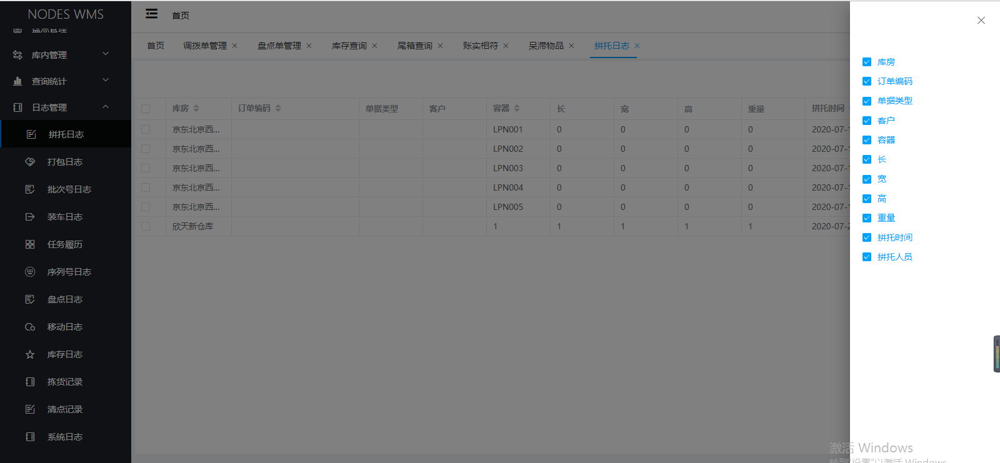 NODES WMS
盘点管理
库内管理
查询统计
日志管理
拼托日志
打包日志
批次号日志
装车日志
任务履历
序列号日志
盘点日志
移动日志
库存日志
拣货记录
清点记录
系统日志
首页
首页 调拨单管理 盘点单管理 库存查询 尾箱查询 账实相符 呆滞物品 拼托日志
库房 订单编码 单据类型 客户 容器 长 宽 高 重量 拼托时间
京东北京西... LPN001 0 0 0 0 2020-07-1
京东北京西... LPN002 0 0 0 0 2020-07-1
京东北京西... LPN003 0 0 0 0 2020-07-1
京东北京西... LPN004 0 0 0 0 2020-07-1
京东北京西... LPN005 0 0 0 0 2020-07-1
欣天新仓库 1 1 1 1 1 2020-07-2
库房
订单编码
单据类型
客户
容器
长
宽
高
重量
拼托时间
拼托人员
激活 Windows
转到"设置"以激活 Windows